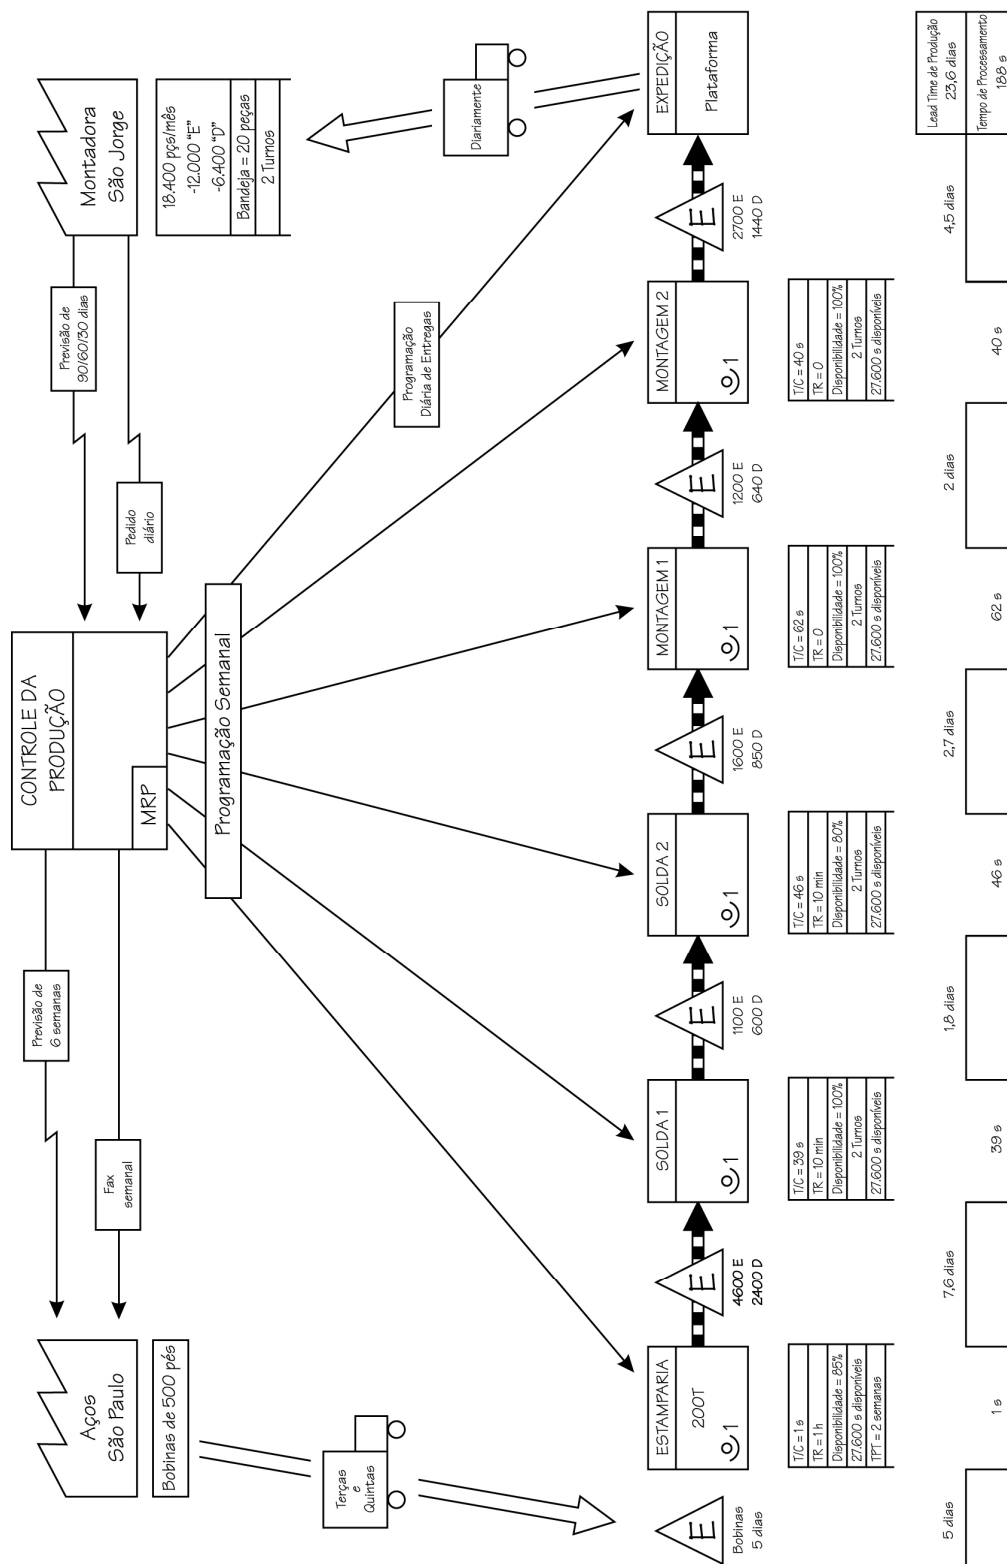 Aços
São Paulo
Bobinas de 500 pés
Previsão de
6 semanas
Fax
semanal
CONTROLE DA
PRODUÇÃO
MRP
Previsão de
90/60/30 dias
Pedido
diário
Montadora
São Jorge
18.400 pçs/mês
-12.000 "E"
-6.400 "D"
Bandeja = 20 peças
2 Turnos
Terças
e
Quintas
Programação Semanal
Programação
Diária de Entregas
Diariamente
E
Bobinas
5 dias
ESTAMPARIA
200T
1
T/C = 1 s
TR = 1 h
Disponibilidade = 85%
27.600 s disponíveis
TPT = 2 semanas
E
4600 E
2400 D
SOLDA 1
1
T/C = 39 s
TR = 10 min
Disponibilidade = 100%
2 Turnos
27.600 s disponíveis
E
1100 E
600 D
SOLDA 2
1
T/C = 46 s
TR = 10 min
Disponibilidade = 80%
2 Turnos
27.600 s disponíveis
E
1600 E
850 D
MONTAGEM 1
1
T/C = 62 s
TR = 0
Disponibilidade = 100%
2 Turnos
27.600 s disponíveis
E
1200 E
640 D
MONTAGEM 2
1
T/C = 40 s
TR = 0
Disponibilidade = 100%
2 Turnos
27.600 s disponíveis
E
2700 E
1440 D
EXPEDIÇÃO
Plataforma
5 dias
1 s
7,6 dias
39 s
1,8 dias
46 s
2,7 dias
62 s
2 dias
40 s
4,5 dias
Lead Time de Produção
23,6 dias
Tempo de Processamento
188 s